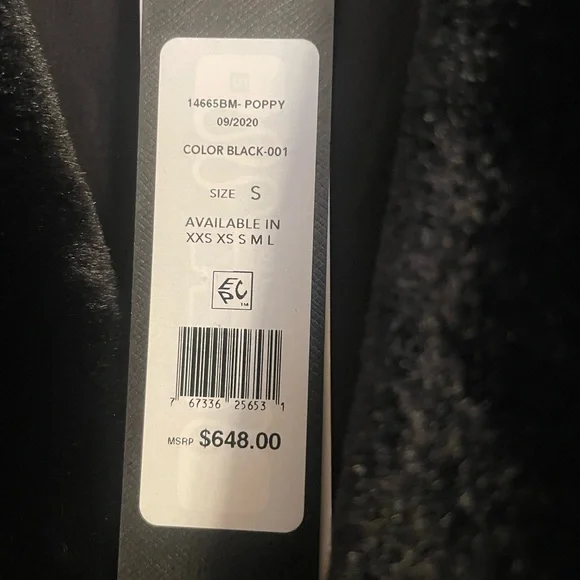 14665BM- POPPY
09/2020
COLOR BLACK-001
SIZE S
AVAILABLE IN
XXS XS S M L
EPC™
7 67336 25653 1
MSRP $648.00